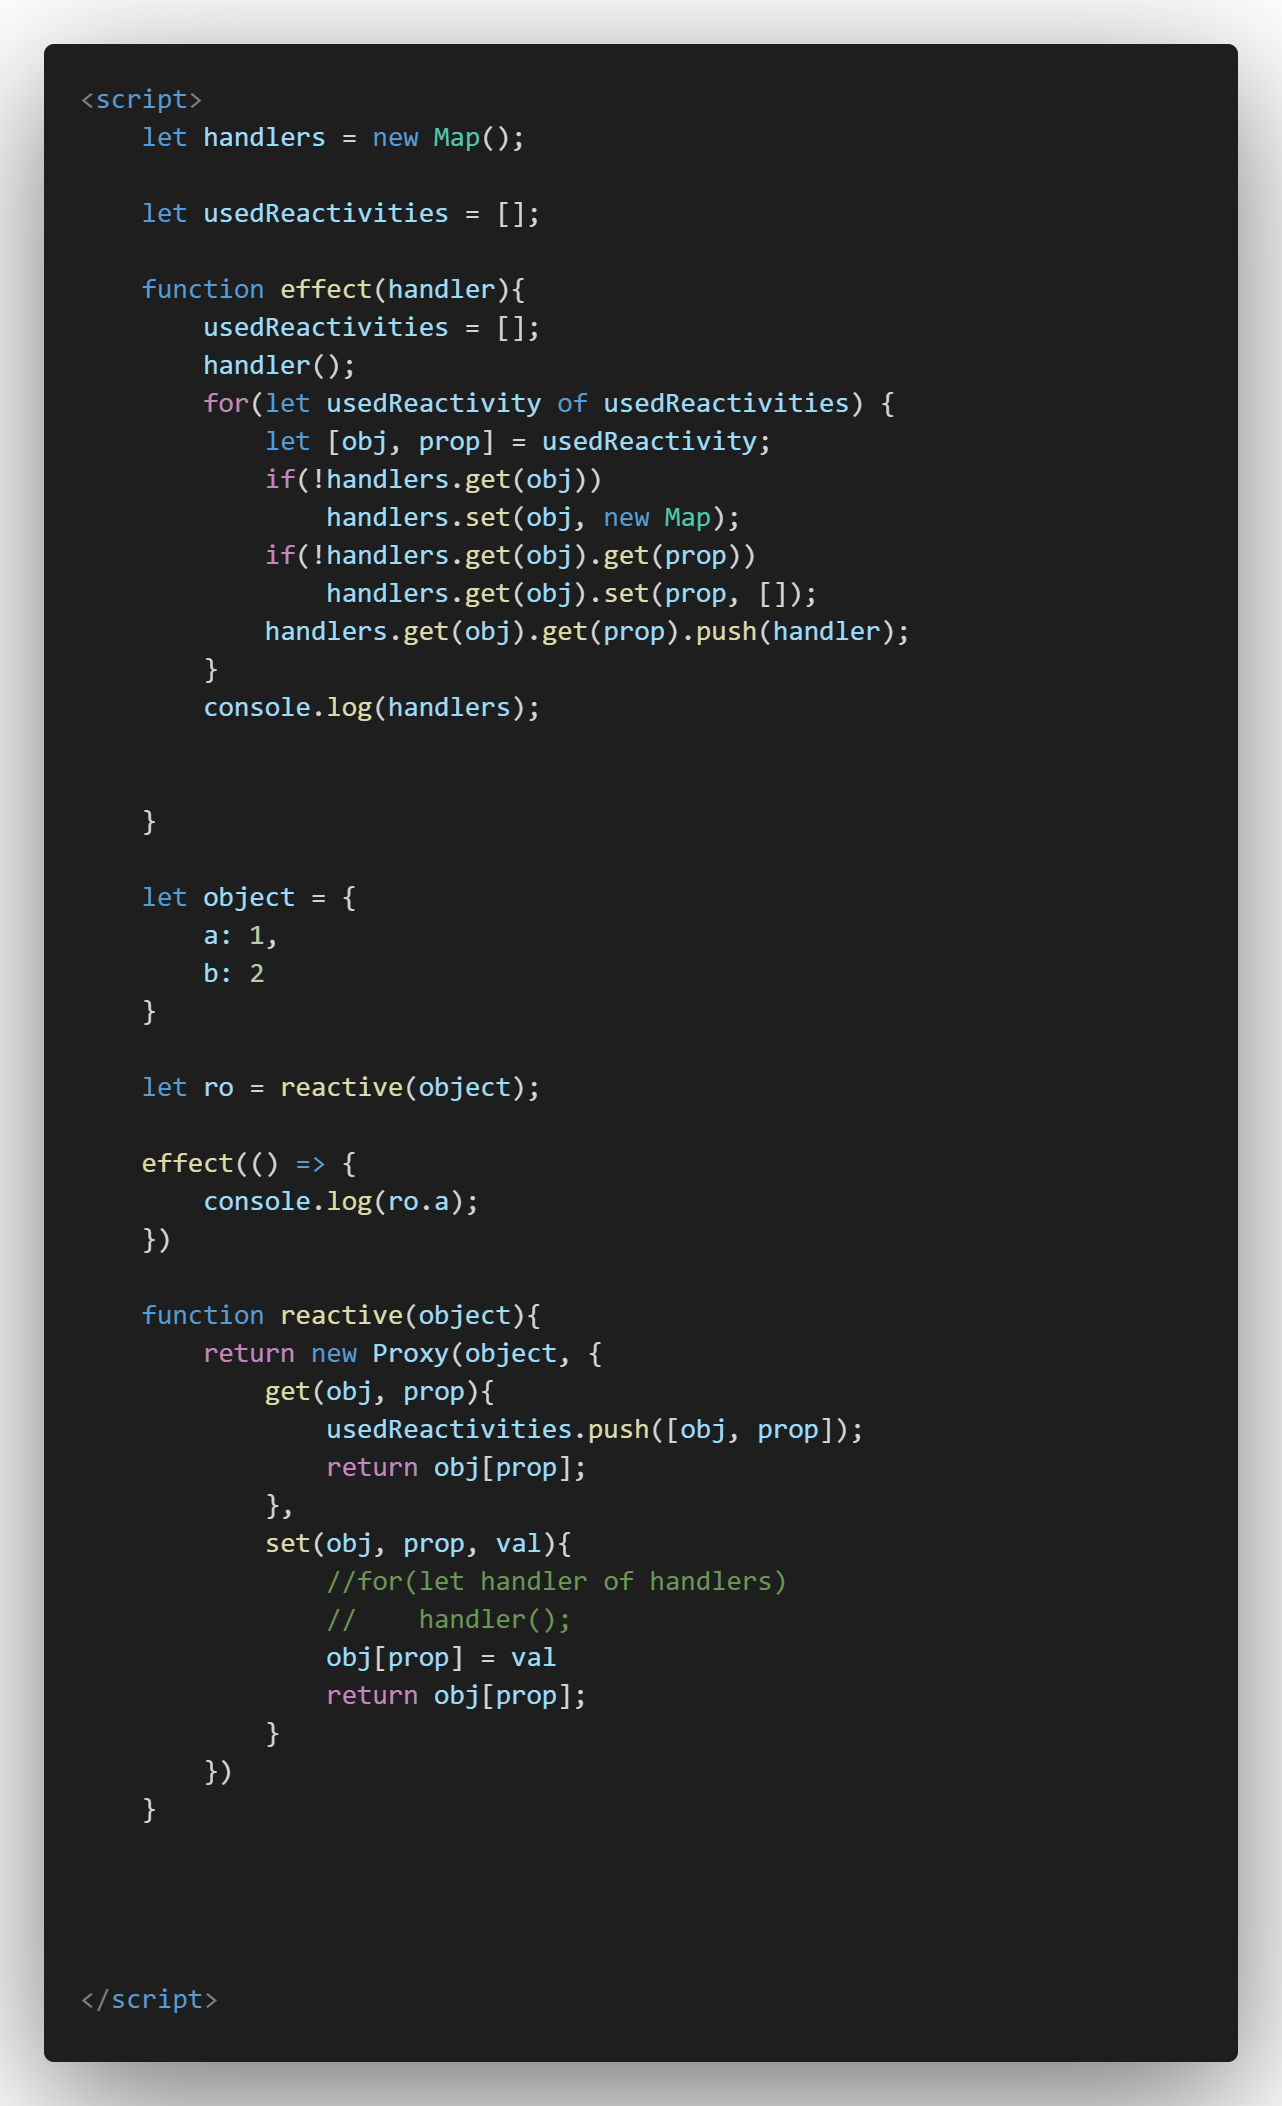 <script>
    let handlers = new Map();

    let usedReactivities = [];

    function effect(handler){
        usedReactivities = [];
        handler();
        for(let usedReactivity of usedReactivities) {
            let [obj, prop] = usedReactivity;
            if(!handlers.get(obj))
                handlers.set(obj, new Map);
            if(!handlers.get(obj).get(prop))
                handlers.get(obj).set(prop, []);
            handlers.get(obj).get(prop).push(handler);
        }
        console.log(handlers);


    }

    let object = {
        a: 1,
        b: 2
    }

    let ro = reactive(object);

    effect(() => {
        console.log(ro.a);
    })

    function reactive(object){
        return new Proxy(object, {
            get(obj, prop){
                usedReactivities.push([obj, prop]);
                return obj[prop];
            },
            set(obj, prop, val){
                //for(let handler of handlers)
                //    handler();
                obj[prop] = val
                return obj[prop];
            }
        })
    }




</script>